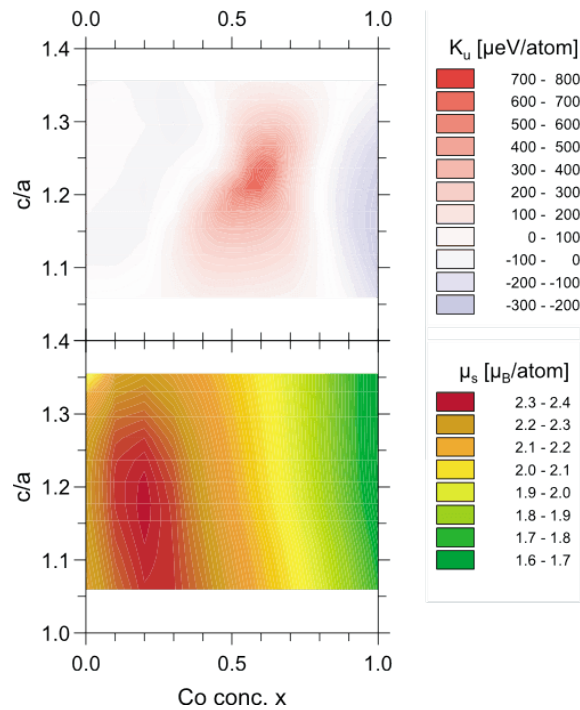 0.0 0.5 1.0
1.4
1.3
1.2
1.1
1.4
1.3
1.2
1.1
1.0
c/a
c/a
0.0 0.5 1.0
Co conc. x
K_u [µeV/atom]
700 - 800
600 - 700
500 - 600
400 - 500
300 - 400
200 - 300
100 - 200
0 - 100
-100 - 0
-200 - -100
-300 - -200
µ_s [µ_B/atom]
2.3 - 2.4
2.2 - 2.3
2.1 - 2.2
2.0 - 2.1
1.9 - 2.0
1.8 - 1.9
1.7 - 1.8
1.6 - 1.7